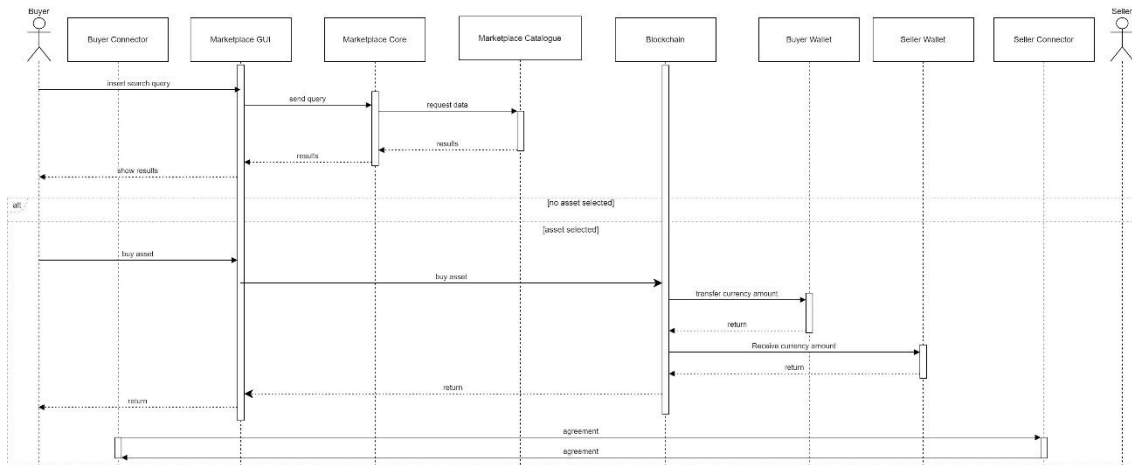 Buyer
Seller
Buyer Connector
Marketplace GUI
Marketplace Core
Marketplace Catalogue
Blockchain
Buyer Wallet
Seller Wallet
Seller Connector
insert search query
send query
request data
results
results
show results
alt
[no asset selected]
[asset selected]
buy asset
buy asset
transfer currency amount
return
Receive currency amount
return
return
return
agreement
agreement